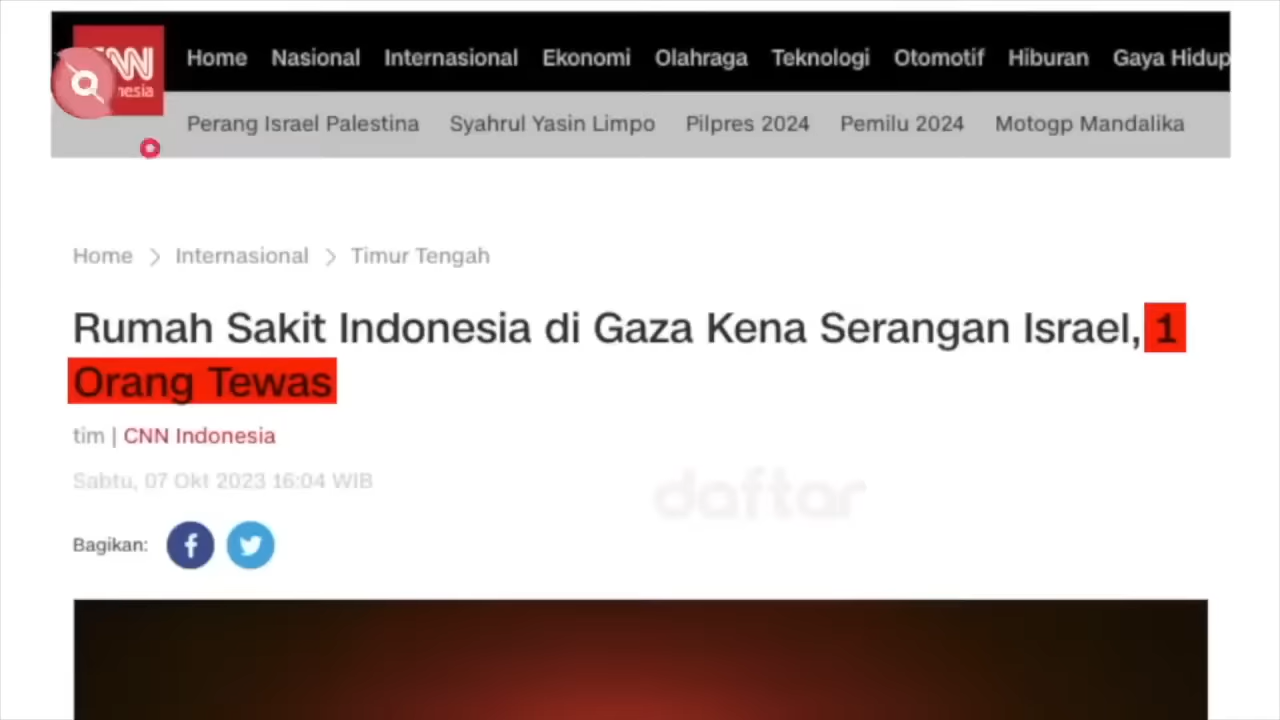 Home Nasional Internasional Ekonomi Olahraga Teknologi Otomotif Hiburan Gaya Hidup
Perang Israel Palestina Syahrul Yasin Limpo Pilpres 2024 Pemilu 2024 Motogp Mandalika
Home > Internasional > Timur Tengah
Rumah Sakit Indonesia di Gaza Kena Serangan Israel, 1
Orang Tewas
tim | CNN Indonesia
Sabtu, 07 Okt 2023 16:04 WIB
daftar
Bagikan: